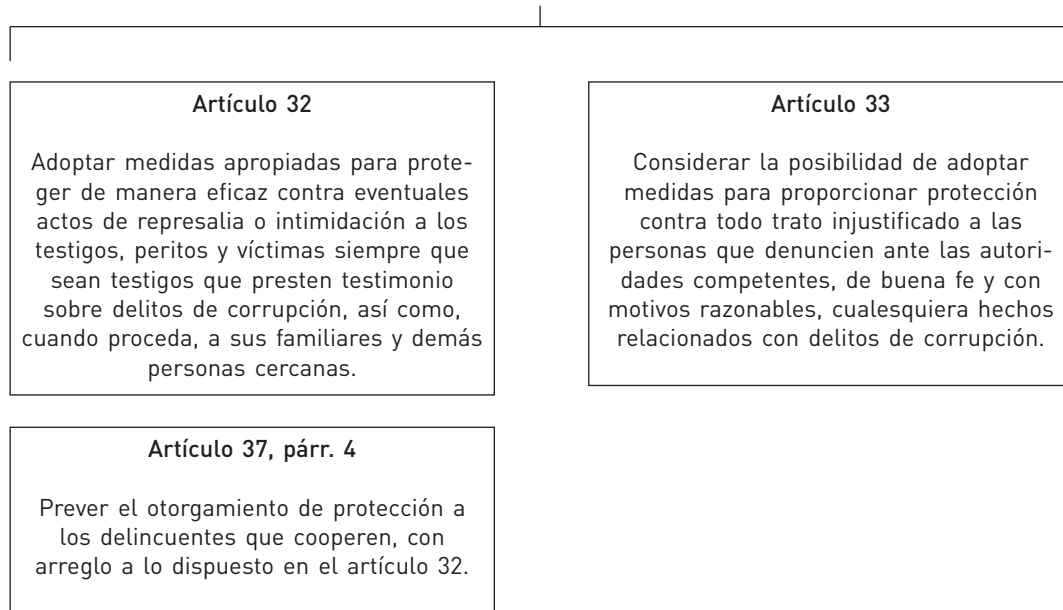 Artículo 32
Adoptar medidas apropiadas para prote-
ger de manera eficaz contra eventuales
actos de represalia o intimidación a los
testigos, peritos y víctimas siempre que
sean testigos que presten testimonio
sobre delitos de corrupción, así como,
cuando proceda, a sus familiares y demás
personas cercanas.
Artículo 33
Considerar la posibilidad de adoptar
medidas para proporcionar protección
contra todo trato injustificado a las
personas que denuncien ante las autori-
dades competentes, de buena fe y con
motivos razonables, cualesquiera hechos
relacionados con delitos de corrupción.
Artículo 37, párr. 4
Prever el otorgamiento de protección a
los delincuentes que cooperen, con
arreglo a lo dispuesto en el artículo 32.